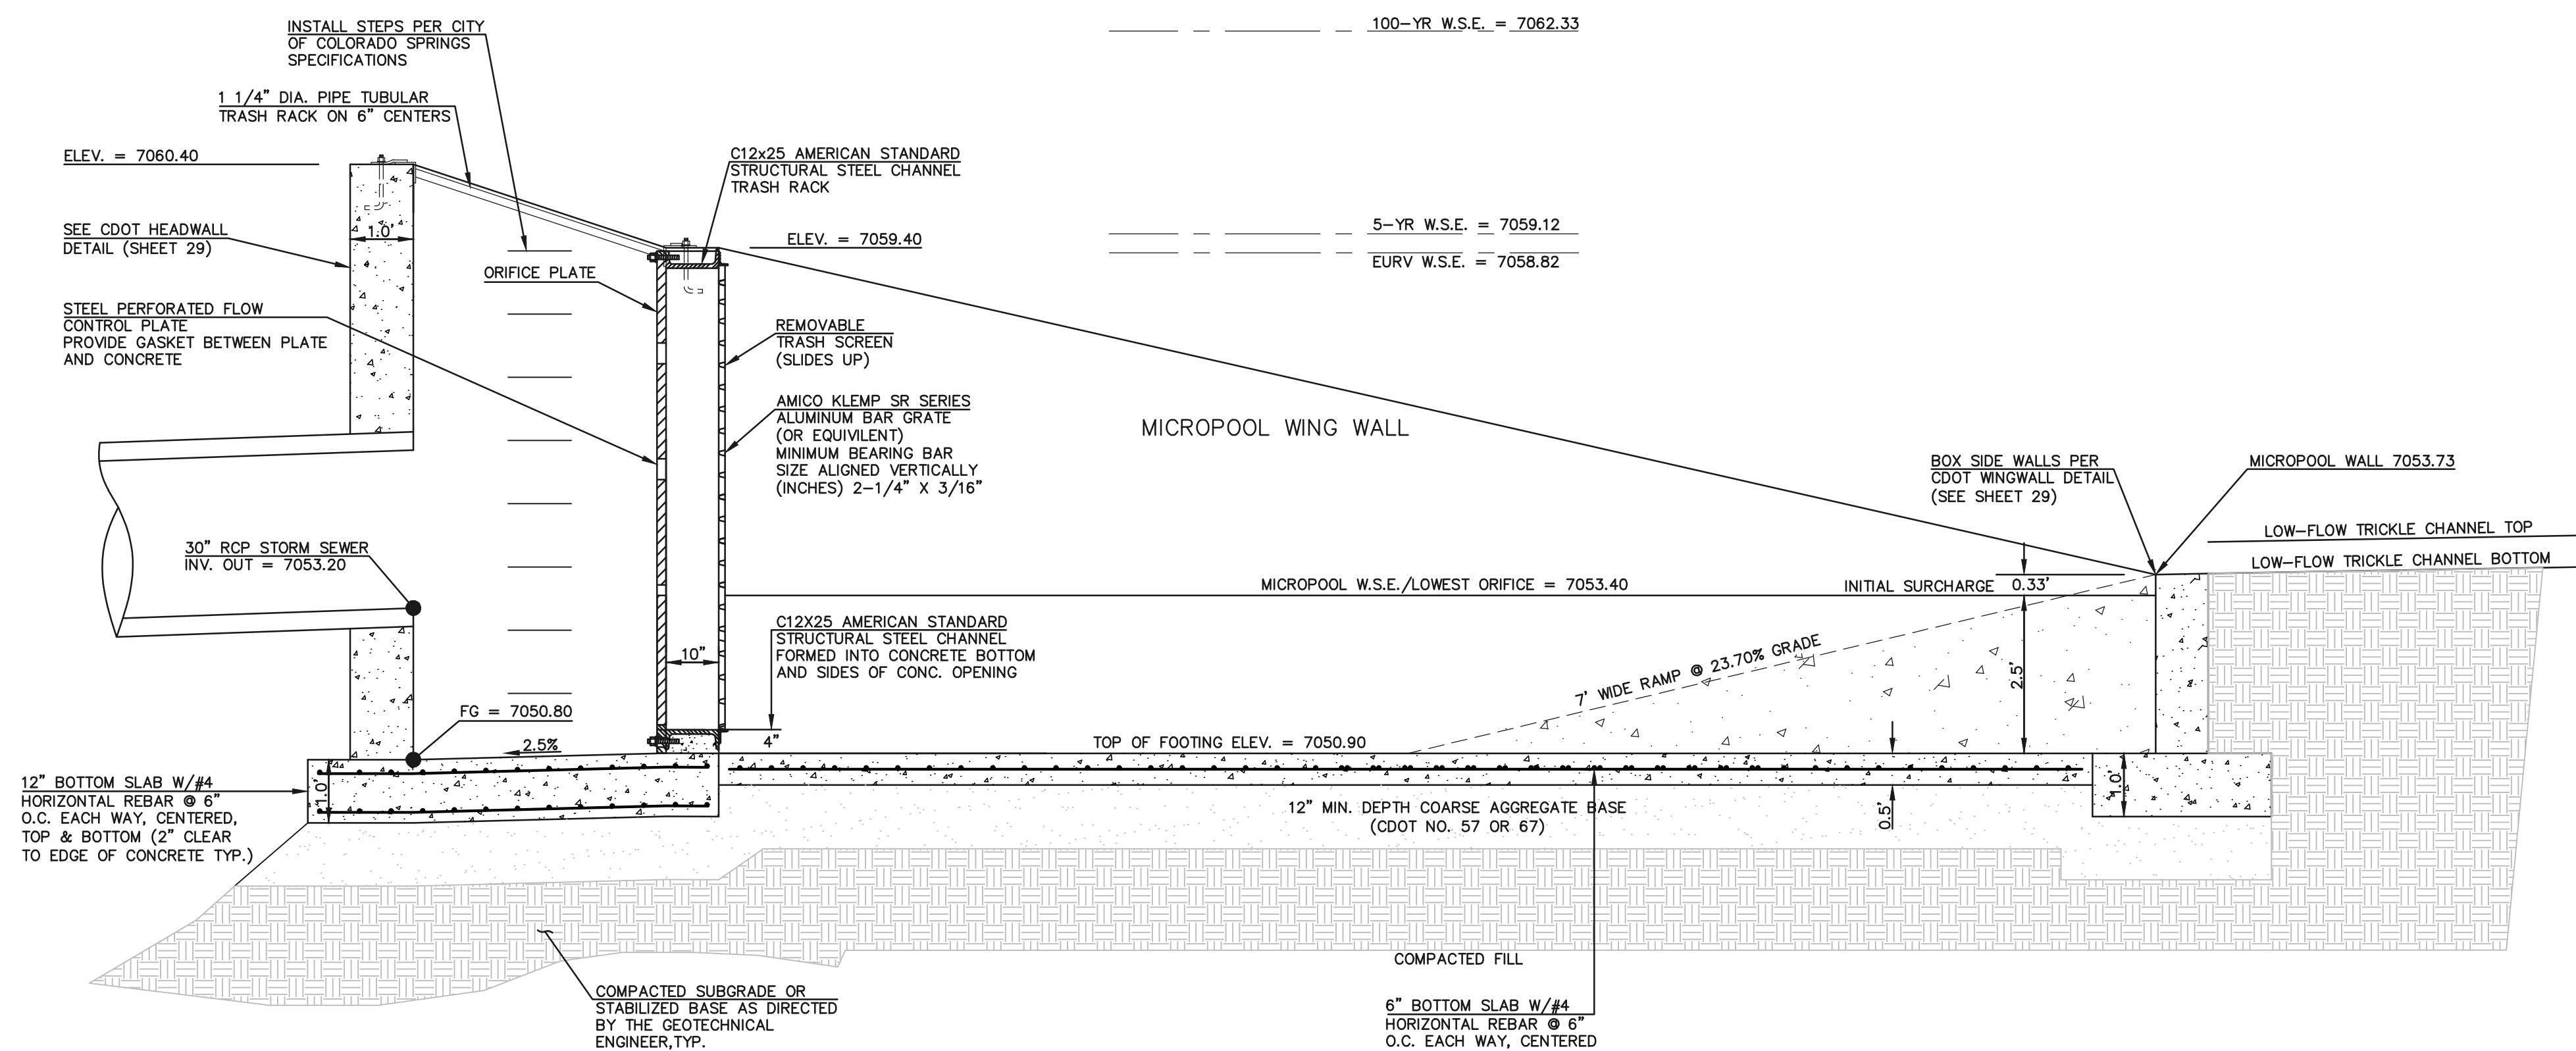 INSTALL STEPS PER CITY
OF COLORADO SPRINGS
SPECIFICATIONS
1 1/4" DIA. PIPE TUBULAR
TRASH RACK ON 6" CENTERS
ELEV. = 7060.40
SEE CDOT HEADWALL
DETAIL (SHEET 29)
1.0'
STEEL PERFORATED FLOW
CONTROL PLATE
PROVIDE GASKET BETWEEN PLATE
AND CONCRETE
ORIFICE PLATE
C12x25 AMERICAN STANDARD
STRUCTURAL STEEL CHANNEL
TRASH RACK
ELEV. = 7059.40
100-YR W.S.E. = 7062.33
5-YR W.S.E. = 7059.12
EURV W.S.E. = 7058.82
REMOVABLE
TRASH SCREEN
(SLIDES UP)
AMICO KLEMP SR SERIES
ALUMINUM BAR GRATE
(OR EQUIVILENT)
MINIMUM BEARING BAR
SIZE ALIGNED VERTICALLY
(INCHES) 2-1/4" X 3/16"
MICROPOOL WING WALL
BOX SIDE WALLS PER
CDOT WINGWALL DETAIL
(SEE SHEET 29)
MICROPOOL WALL 7053.73
LOW-FLOW TRICKLE CHANNEL TOP
LOW-FLOW TRICKLE CHANNEL BOTTOM
30" RCP STORM SEWER
INV. OUT = 7053.20
MICROPOOL W.S.E./LOWEST ORIFICE = 7053.40
INITIAL SURCHARGE 0.33'
C12X25 AMERICAN STANDARD
STRUCTURAL STEEL CHANNEL
FORMED INTO CONCRETE BOTTOM
AND SIDES OF CONC. OPENING
10"
4"
7' WIDE RAMP @ 23.70% GRADE
2.5'
FG = 7050.80
2.5%
TOP OF FOOTING ELEV. = 7050.90
12" BOTTOM SLAB W/#4
HORIZONTAL REBAR @ 6"
O.C. EACH WAY, CENTERED,
TOP & BOTTOM (2" CLEAR
TO EDGE OF CONCRETE TYP.)
1.0'
12" MIN. DEPTH COARSE AGGREGATE BASE
(CDOT NO. 57 OR 67)
0.5'
1.0'
COMPACTED FILL
COMPACTED SUBGRADE OR
STABILIZED BASE AS DIRECTED
BY THE GEOTECHNICAL
ENGINEER,TYP.
6" BOTTOM SLAB W/#4
HORIZONTAL REBAR @ 6"
O.C. EACH WAY, CENTERED